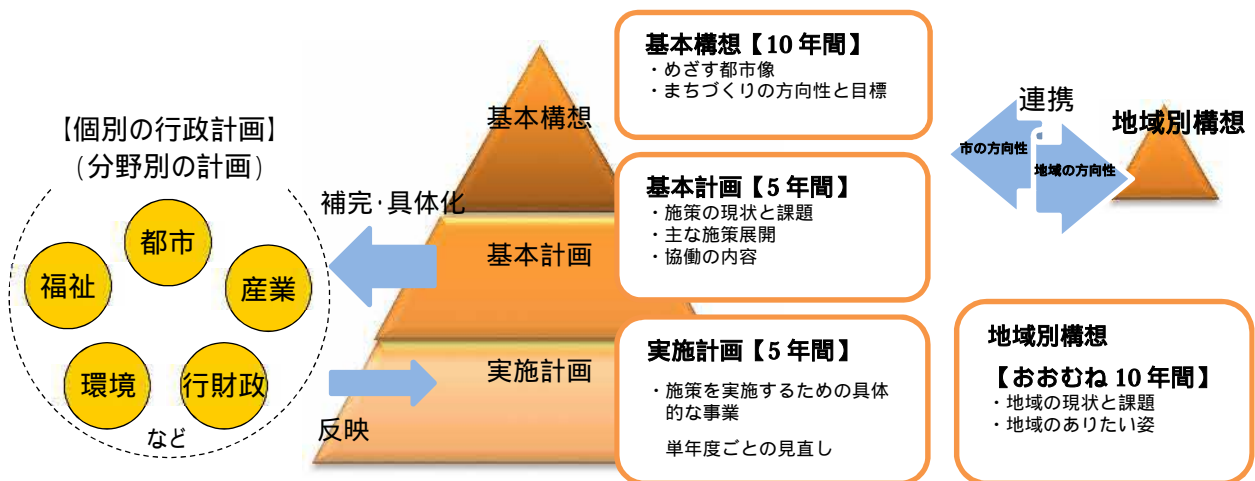 【個別の行政計画】
(分野別の計画)
都市
福祉
産業
環境
行財政
など
補完･具体化
反映
基本構想
基本計画
実施計画
基本構想【10 年間】
・めざす都市像
・まちづくりの方向性と目標
基本計画【5 年間】
・施策の現状と課題
・主な施策展開
・協働の内容
実施計画【5 年間】
・施策を実施するための具体
的な事業
単年度ごとの見直し
連携
市の方向性
地域の方向性
地域別構想
地域別構想
【おおむね 10 年間】
・地域の現状と課題
・地域のありたい姿